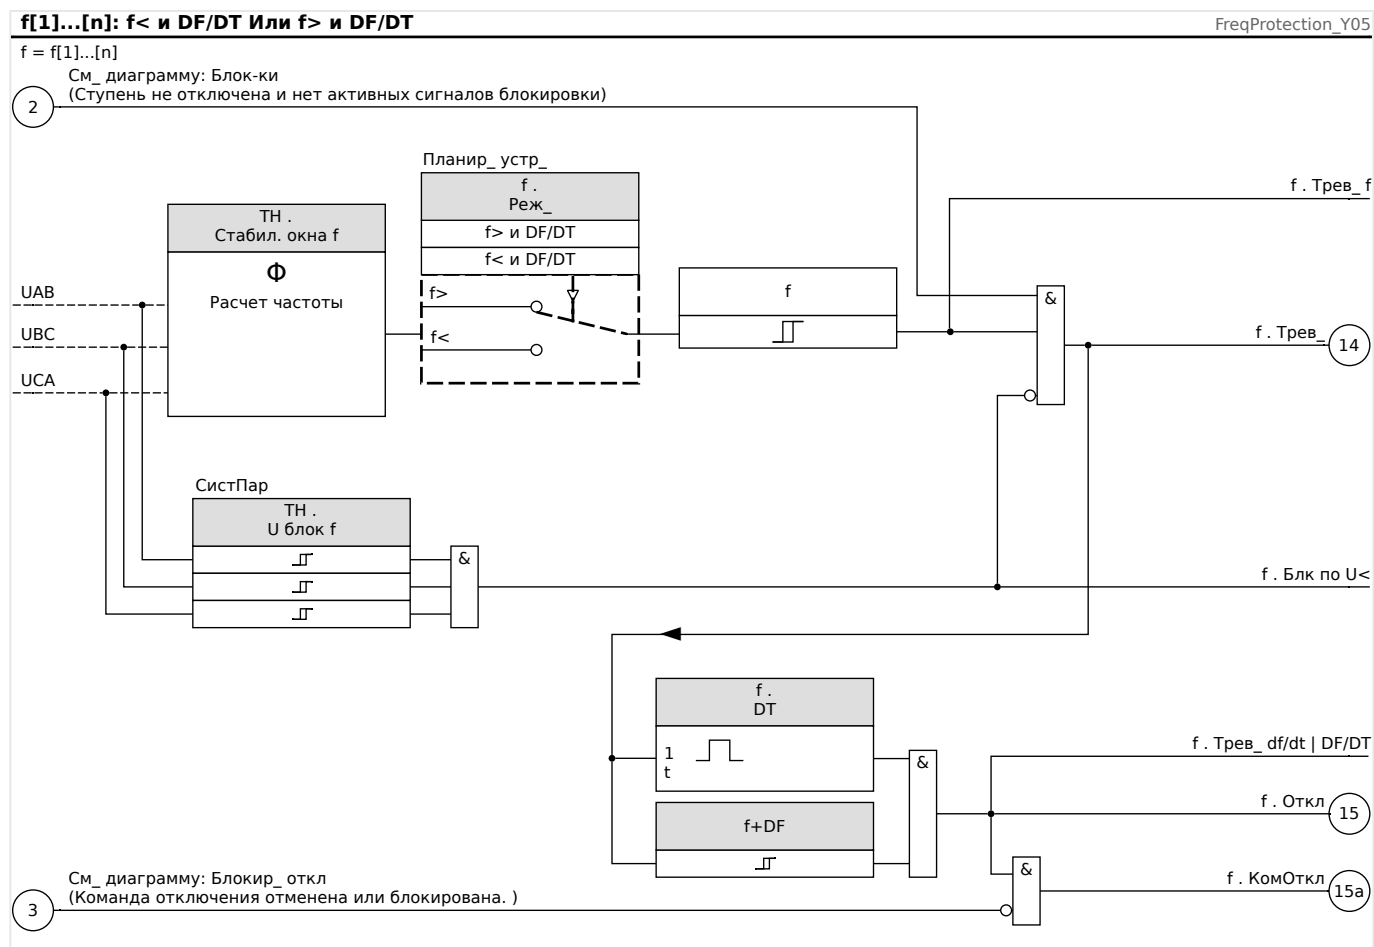 f[1]...[n]: f< и DF/DT Или f> и DF/DT
FreqProtection_Y05
f = f[1]...[n]
См_ диаграмму: Блок-ки
(Ступень не отключена и нет активных сигналов блокировки)
2
Планир_ устр_
f .
Реж_
f> и DF/DT
f< и DF/DT
f . Трев_ f
ТН .
Стабил. окна f
Ф
Расчет частоты
UAB
UBC
UCA
f>
f<
f
&
f . Трев_
14
СистПар
ТН .
U блок f
&
f . Блк по U<
f .
DT
1
t
f+DF
&
f . Трев_ df/dt | DF/DT
f . Откл
15
&
f . КомОткл
15a
См_ диаграмму: Блокир_ откл
(Команда отключения отменена или блокирована. )
3